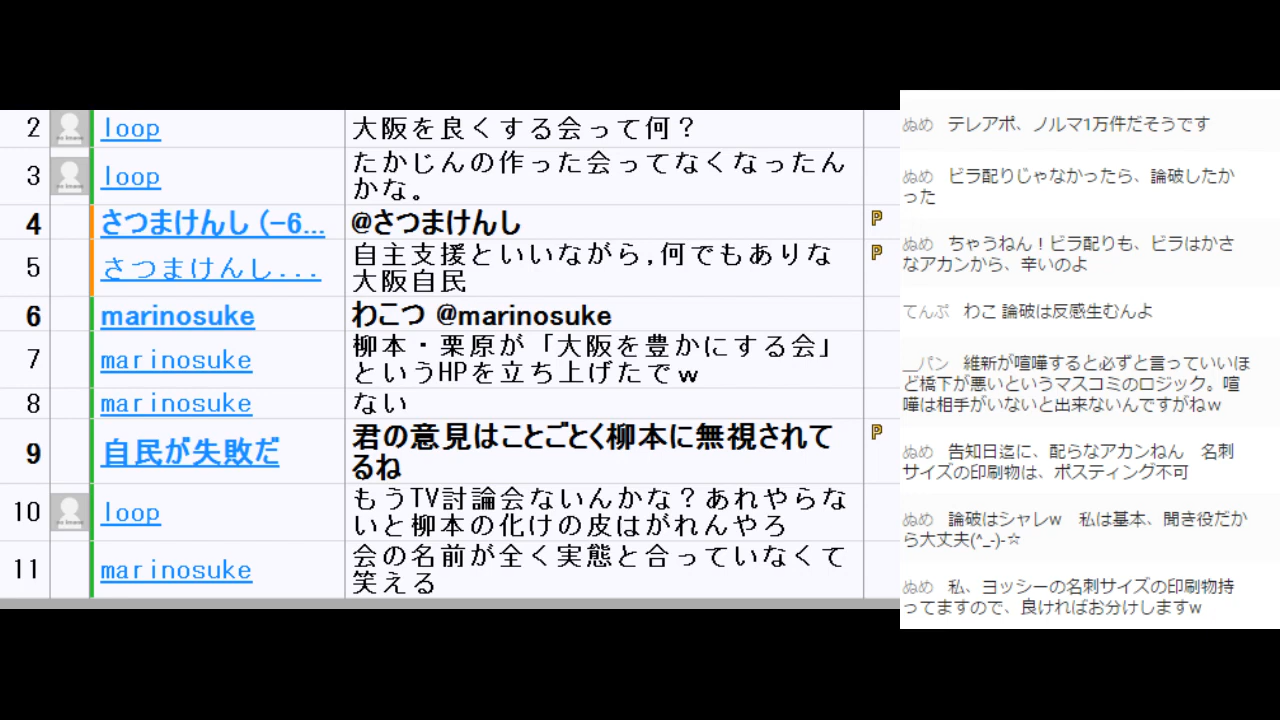 2 loop 大阪を良くする会って何?
3 loop たかじんの作った会ってなくなったん
かな。
4 さつまけんし (-6... @さつまけんし P
5 さつまけんし... 自主支援といいながら,何でもありな P
大阪自民
6 marinosuke わこつ @marinosuke
7 marinosuke 柳本・栗原が「大阪を豊かにする会」
というHPを立ち上げたでw
8 marinosuke ない
9 自民が失敗だ 君の意見はことごとく柳本に無視されて P
るね
10 loop もうTV討論会ないんかな?あれやらな
いと柳本の化けの皮はがれんやろ
11 marinosuke 会の名前が全く実態と合っていなくて
笑える
ぬめ テレアポ、ノルマ1万件だそうです
ぬめ ビラ配りじゃなかったら、論破したか
った
ぬめ ちゃうねん！ビラ配りも、ビラはかさ
なアカンから、辛いのよ
てんぷ わこ 論破は反感生むんよ
__パン 維新が喧嘩すると必ずと言っていいほ
ど橋下が悪いというマスコミのロジック。喧
嘩は相手がいないと出来ないんですがねw
ぬめ 告知日迄に、配らなアカンねん 名刺
サイズの印刷物は、ポスティング不可
ぬめ 論破はシャレw 私は基本、聞き役だか
ら大丈夫(^_-)-☆
ぬめ 私、ヨッシーの名刺サイズの印刷物持
ってますので、良ければお分けしますw